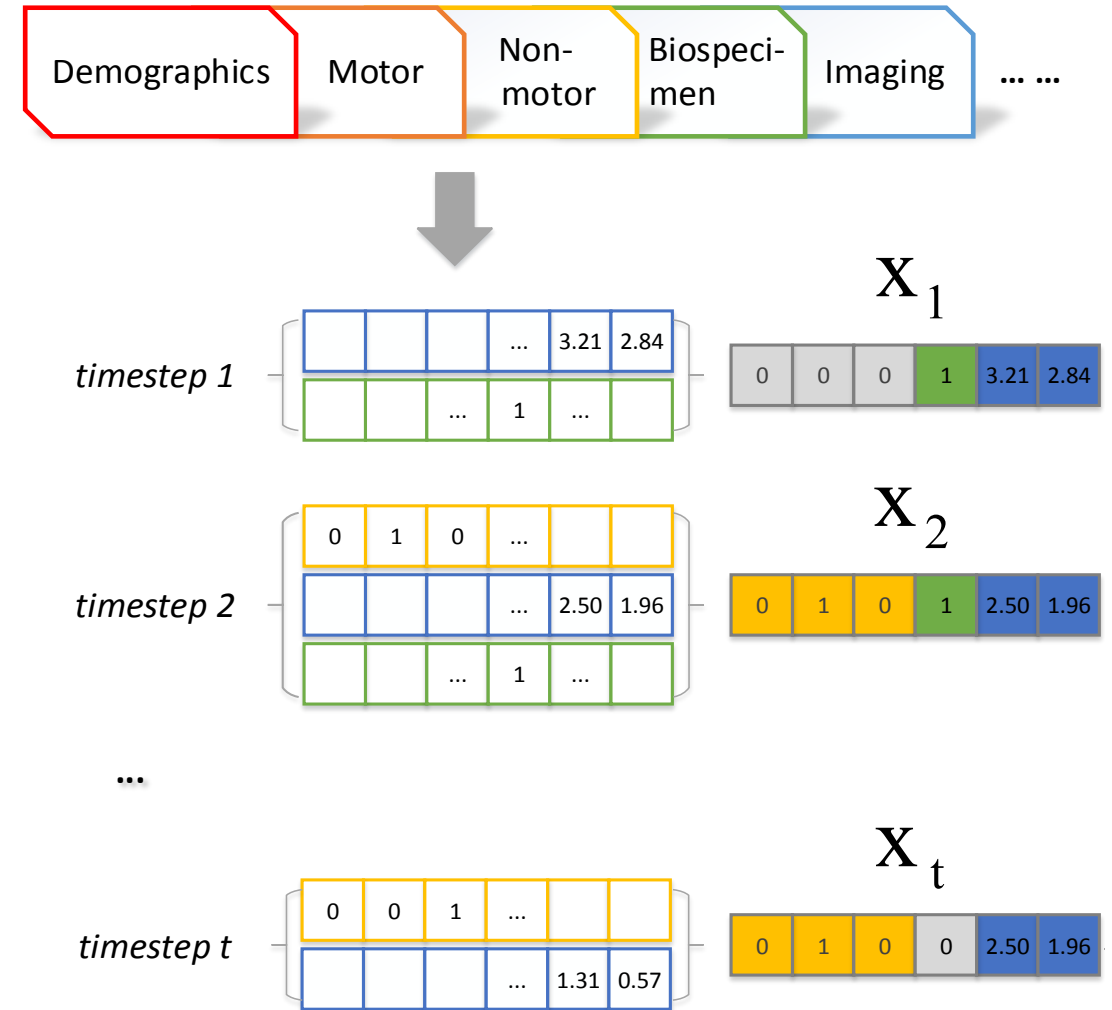 Demographics
Motor
Non-
motor
Biospeci-
men
Imaging
... ...
x1
timestep 1
... 3.21 2.84
... 1 ...
0 0 0 1 3.21 2.84
x2
timestep 2
0 1 0 ...
... 2.50 1.96
... 1 ...
0 1 0 1 2.50 1.96
...
xt
timestep t
0 0 1 ...
... 1.31 0.57
0 1 0 0 2.50 1.96